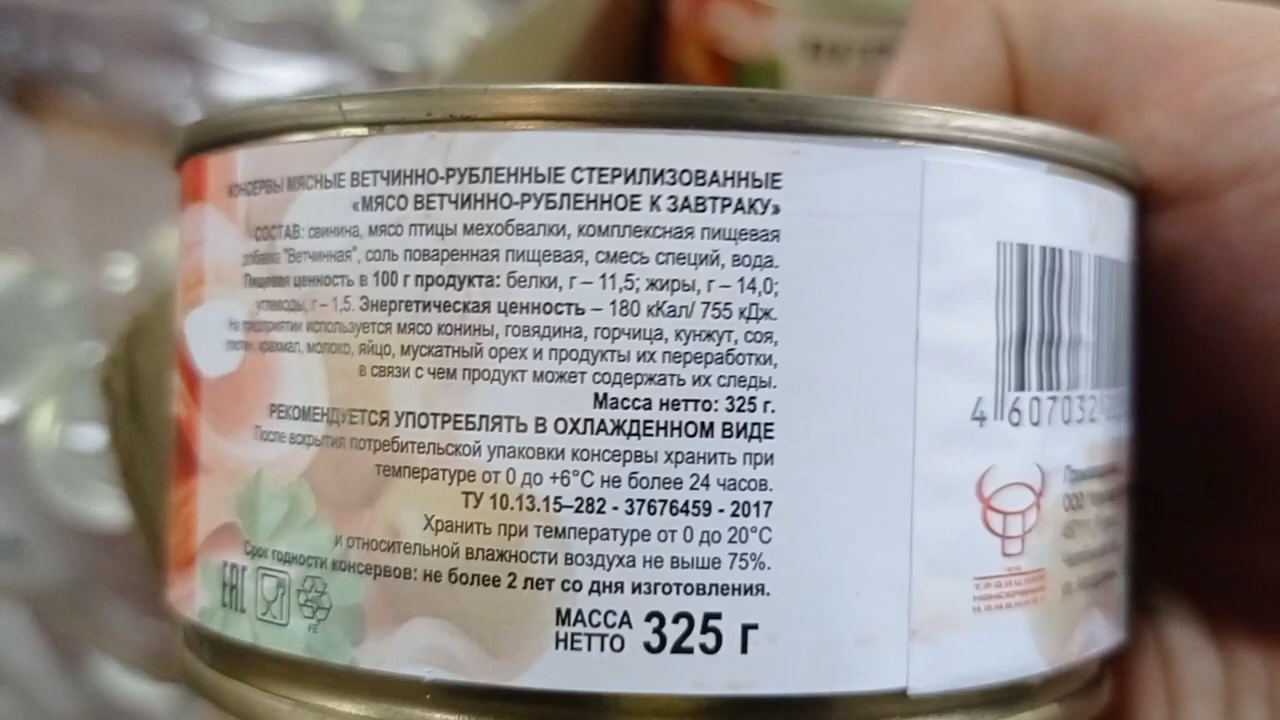 КОНСЕРВЫ МЯСНЫЕ ВЕТЧИННО-РУБЛЕННЫЕ СТЕРИЛИЗОВАННЫЕ
«МЯСО ВЕТЧИННО-РУБЛЕННОЕ К ЗАВТРАКУ»
СОСТАВ: свинина, мясо птицы мехобвалки, комплексная пищевая
добавка "Ветчинная", соль поваренная пищевая, смесь специй, вода.
Пищевая ценность в 100 г продукта: белки, г – 11,5; жиры, г – 14,0;
углеводы, г – 1,5. Энергетическая ценность – 180 кКал/ 755 кДж.
На предприятии используется мясо конины, говядина, горчица, кунжут, соя,
крахмал, молоко, яйцо, мускатный орех и продукты их переработки,
в связи с чем продукт может содержать их следы.
Масса нетто: 325 г.
РЕКОМЕНДУЕТСЯ УПОТРЕБЛЯТЬ В ОХЛАЖДЕННОМ ВИДЕ
После вскрытия потребительской упаковки консервы хранить при
температуре от 0 до +6°С не более 24 часов.
ТУ 10.13.15–282 - 37676459 - 2017
Хранить при температуре от 0 до 20°С
и относительной влажности воздуха не выше 75%.
Срок годности консервов: не более 2 лет со дня изготовления.
EAC
FE
МАССА
НЕТТО 325 г
4 607032
ООО